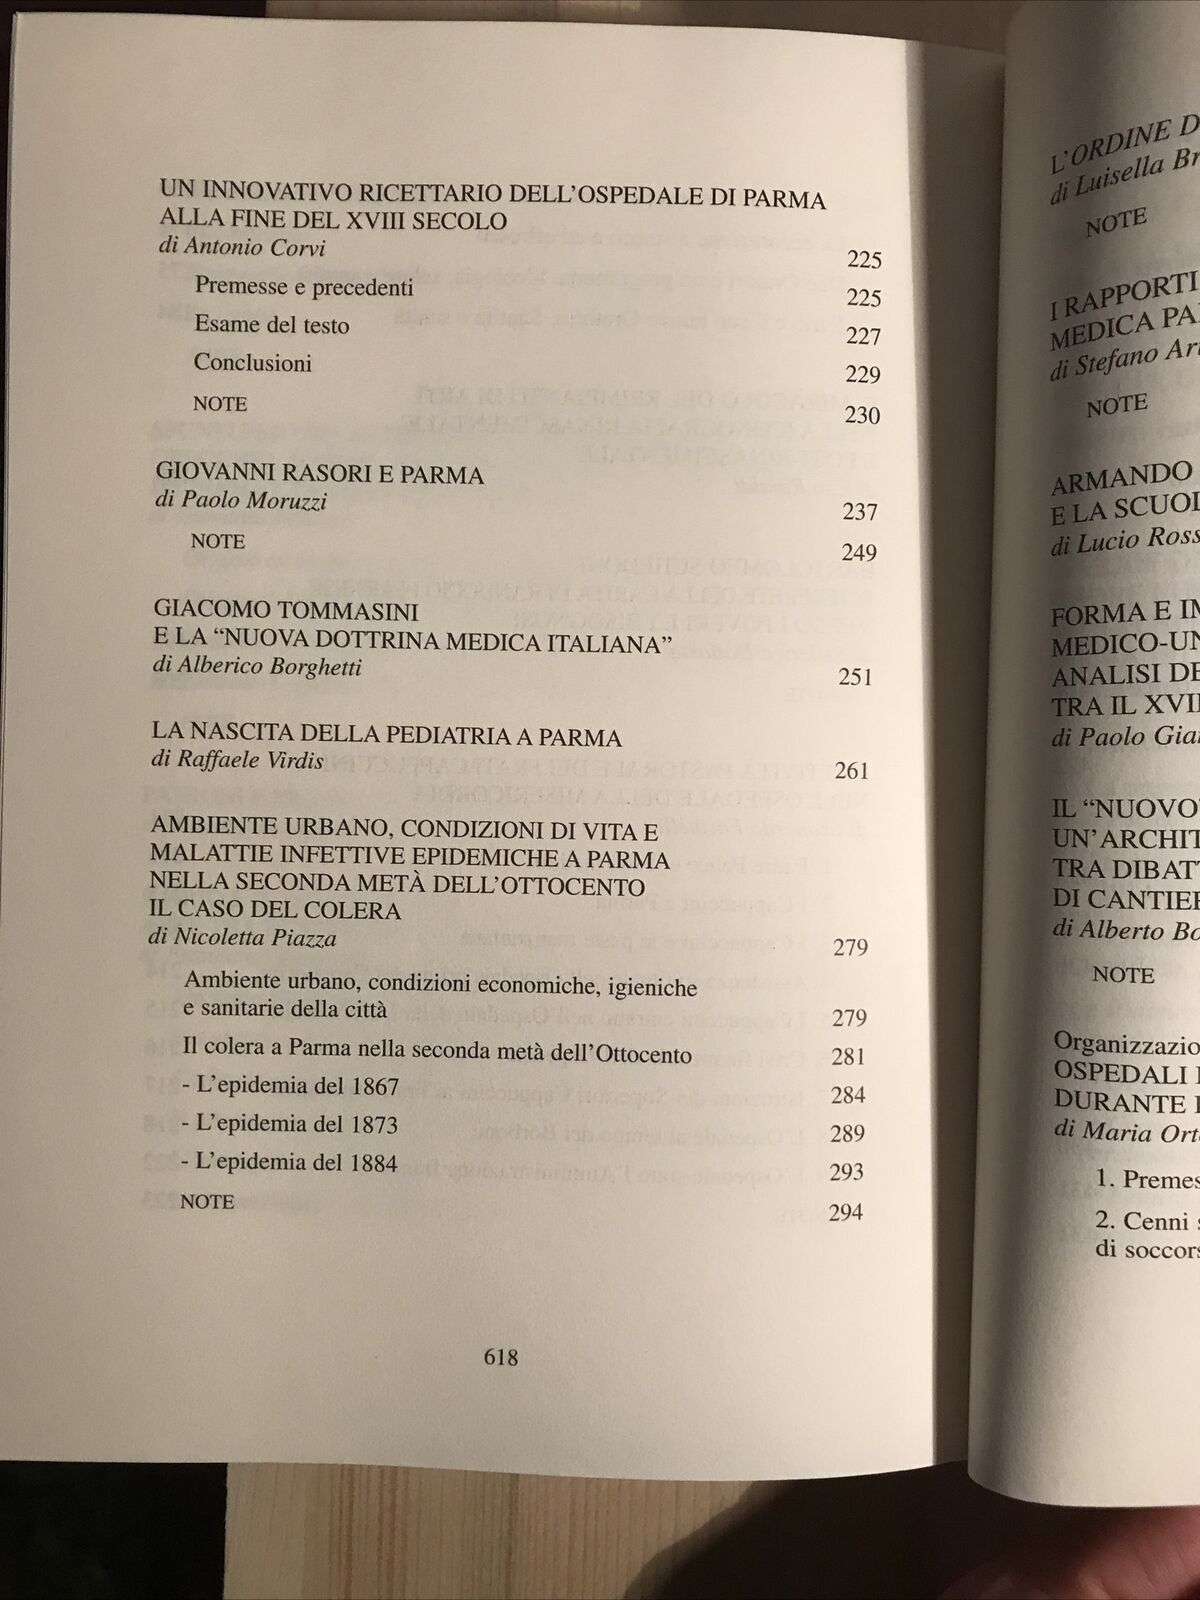 UN INNOVATIVO RICETTARIO DELL'OSPEDALE DI PARMA
ALLA FINE DEL XVIII SECOLO
di Antonio Corvi 225
Premesse e precedenti 225
Esame del testo 227
Conclusioni 229
NOTE 230
GIOVANNI RASORI E PARMA
di Paolo Moruzzi 237
NOTE 249
GIACOMO TOMMASINI
E LA “NUOVA DOTTRINA MEDICA ITALIANA”
di Alberico Borghetti 251
LA NASCITA DELLA PEDIATRIA A PARMA
di Raffaele Virdis 261
AMBIENTE URBANO, CONDIZIONI DI VITA E
MALATTIE INFETTIVE EPIDEMICHE A PARMA
NELLA SECONDA METÀ DELL'OTTOCENTO
IL CASO DEL COLERA
di Nicoletta Piazza 279
Ambiente urbano, condizioni economiche, igieniche
e sanitarie della città 279
Il colera a Parma nella seconda metà dell'Ottocento 281
- L'epidemia del 1867 284
- L'epidemia del 1873 289
- L'epidemia del 1884 293
NOTE 294
618
L'ORDINE D
di Luisella Br
NOTE
I RAPPORTI
MEDICA PA
di Stefano Ar
NOTE
ARMANDO
E LA SCUOL
di Lucio Ross
FORMA E IM
MEDICO-UN
ANALISI DE
TRA IL XVII
di Paolo Gia
IL “NUOVO
UN'ARCHIT
TRA DIBATT
DI CANTIER
di Alberto Bo
NOTE
Organizzazio
OSPEDALI
DURANTE
di Maria Ort
1. Premes
2. Cenni s
di soccors